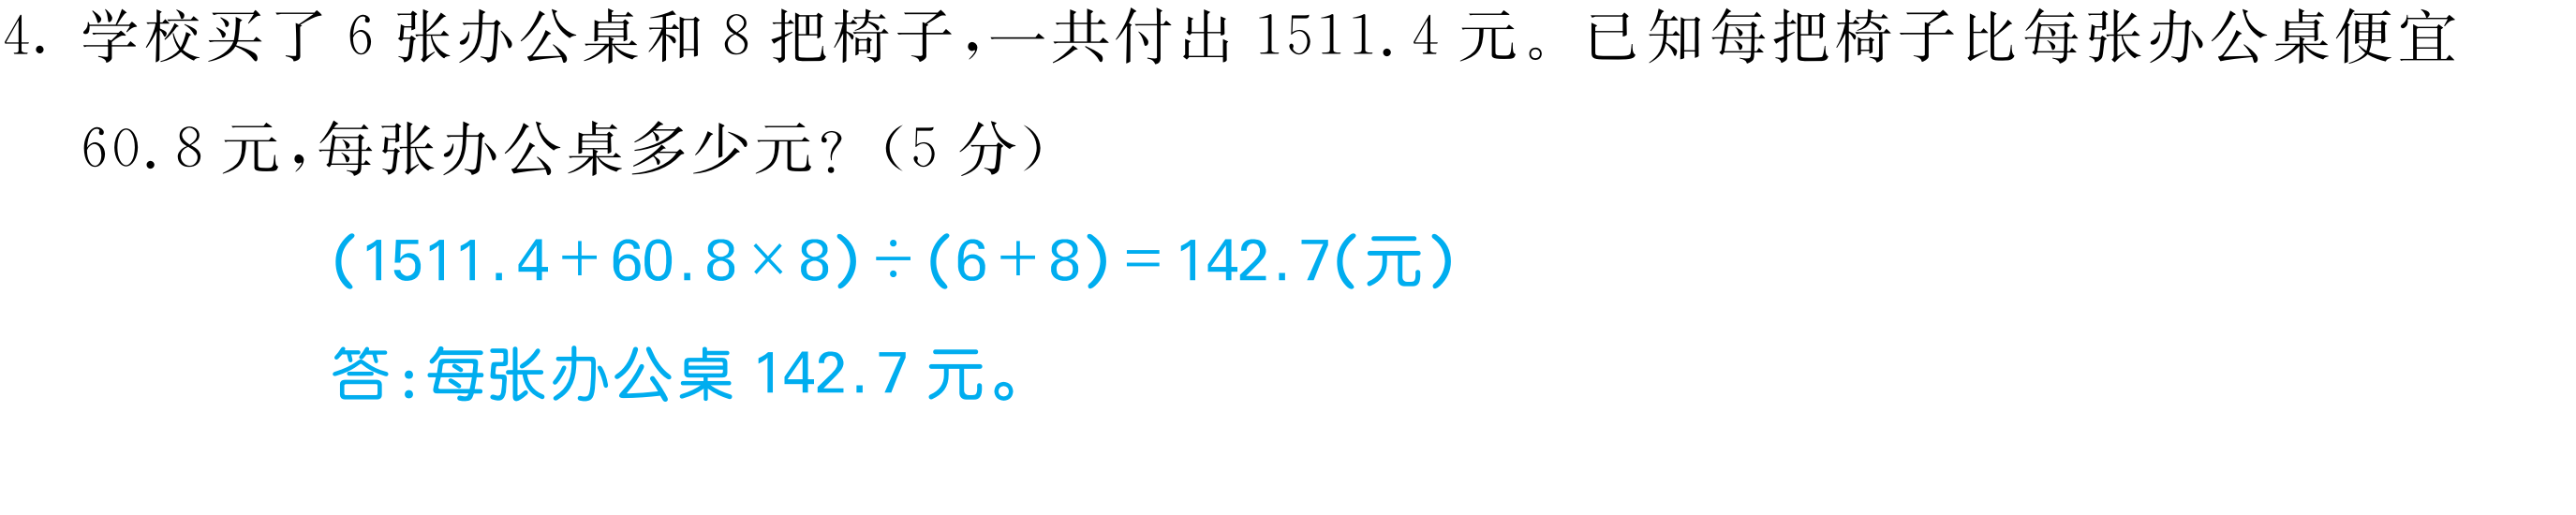 4. 学校买了 6 张办公桌和 8 把椅子,一共付出 1511.4 元。已知每把椅子比每张办公桌便宜
60.8 元,每张办公桌多少元?(5 分)
(1511.4+60.8×8)÷(6+8)=142.7(元)
答:每张办公桌 142.7 元。